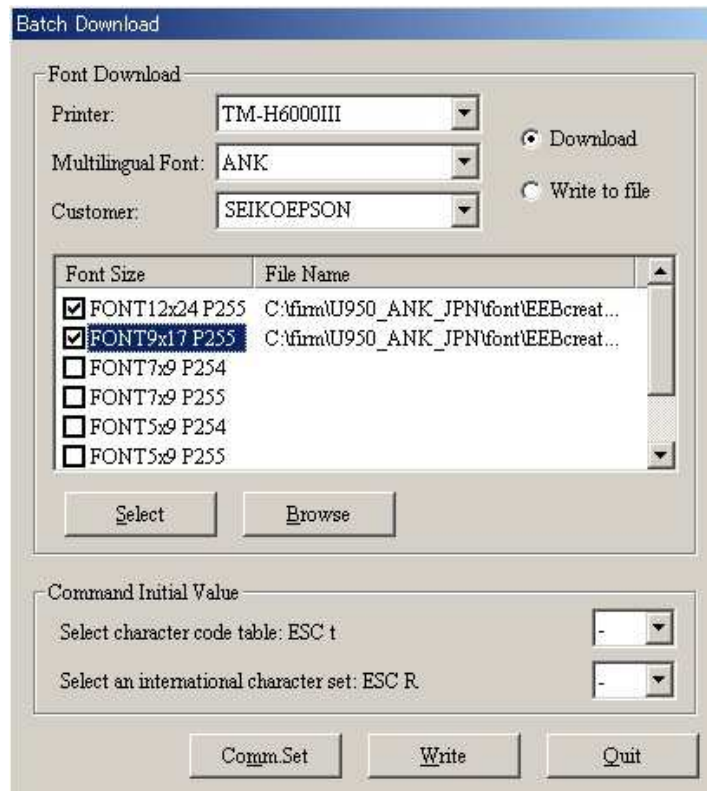 Batch Download
Font Download
Printer: TM-H6000III
Download
Multilingual Font: ANK
Write to file
Customer: SEIKOEPSON
Font Size File Name
FONT12x24 P255 C:\firm\U950_ANK_JPN\font\EEBcreat...
FONT9x17 P255 C:\firm\U950_ANK_JPN\font\EEBcreat...
FONT7x9 P254
FONT7x9 P255
FONT5x9 P254
FONT5x9 P255
Select Browse
Command Initial Value
Select character code table: ESC t -
Select an international character set: ESC R -
Comm.Set Write Quit